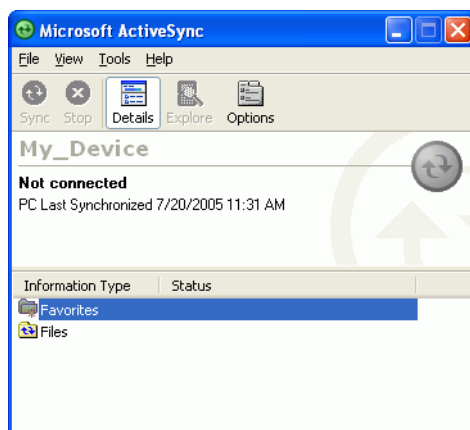 Microsoft ActiveSync
File View Tools Help
Sync Stop Details Explore Options
My_Device
Not connected
PC Last Synchronized 7/20/2005 11:31 AM
Information Type Status
Favorites
Files